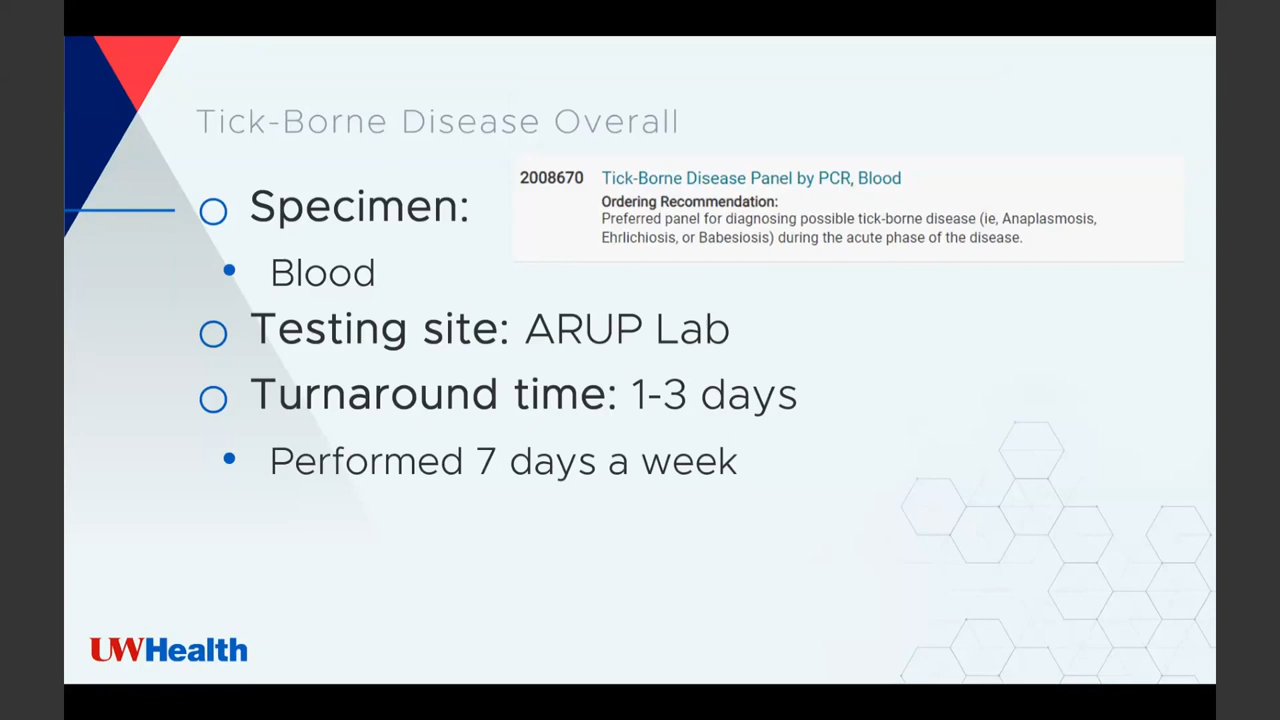 Tick-Borne Disease Overall
2008670 Tick-Borne Disease Panel by PCR, Blood
Ordering Recommendation:
Preferred panel for diagnosing possible tick-borne disease (ie, Anaplasmosis,
Ehrlichiosis, or Babesiosis) during the acute phase of the disease.
Specimen:
Blood
Testing site: ARUP Lab
Turnaround time: 1-3 days
Performed 7 days a week
UWHealth